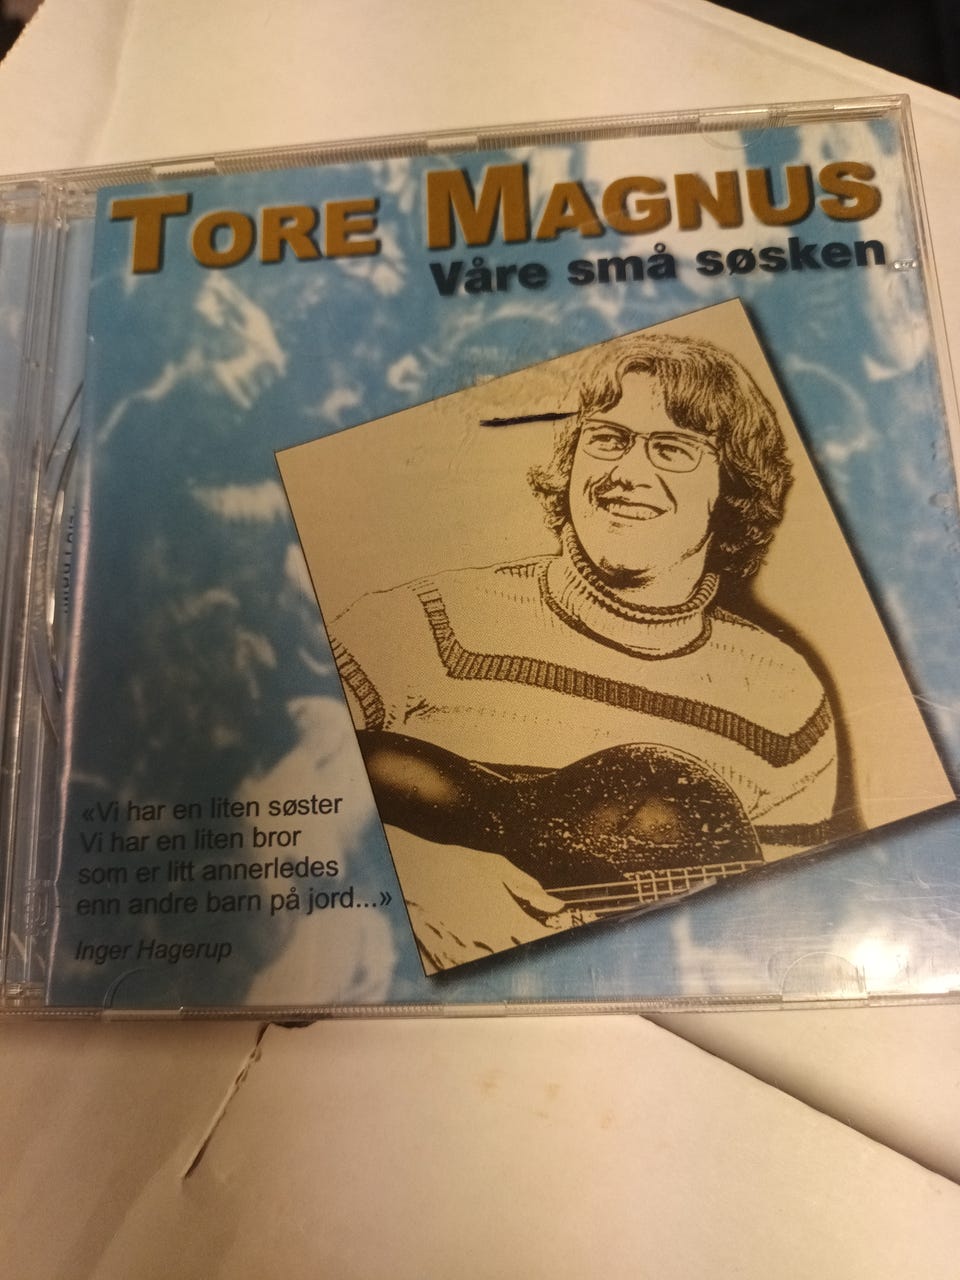 TORE MAGNUS
Våre små søsken
«Vi har en liten søster
Vi har en liten bror
som er litt annerledes
enn andre barn på jord...»
Inger Hagerup